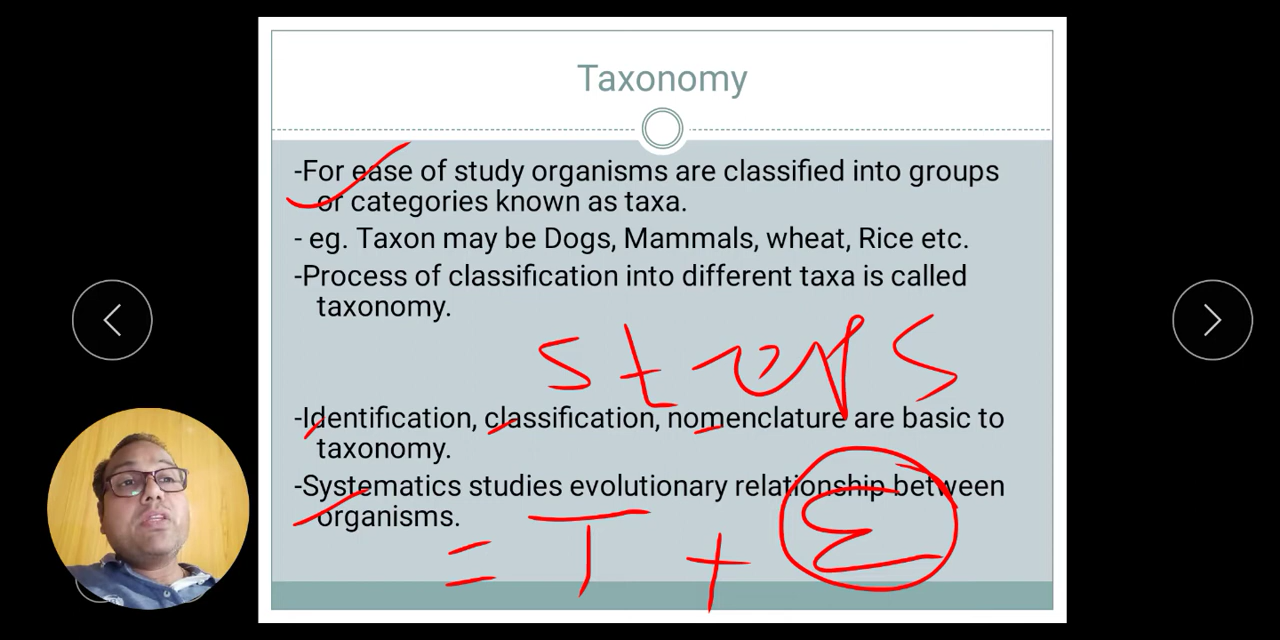 Taxonomy
-For ease of study organisms are classified into groups
or categories known as taxa.
- eg. Taxon may be Dogs, Mammals, wheat, Rice etc.
-Process of classification into different taxa is called
taxonomy.
steps
-Identification, classification, nomenclature are basic to
taxonomy.
-Systematics studies evolutionary relationship between
organisms.
= T + E